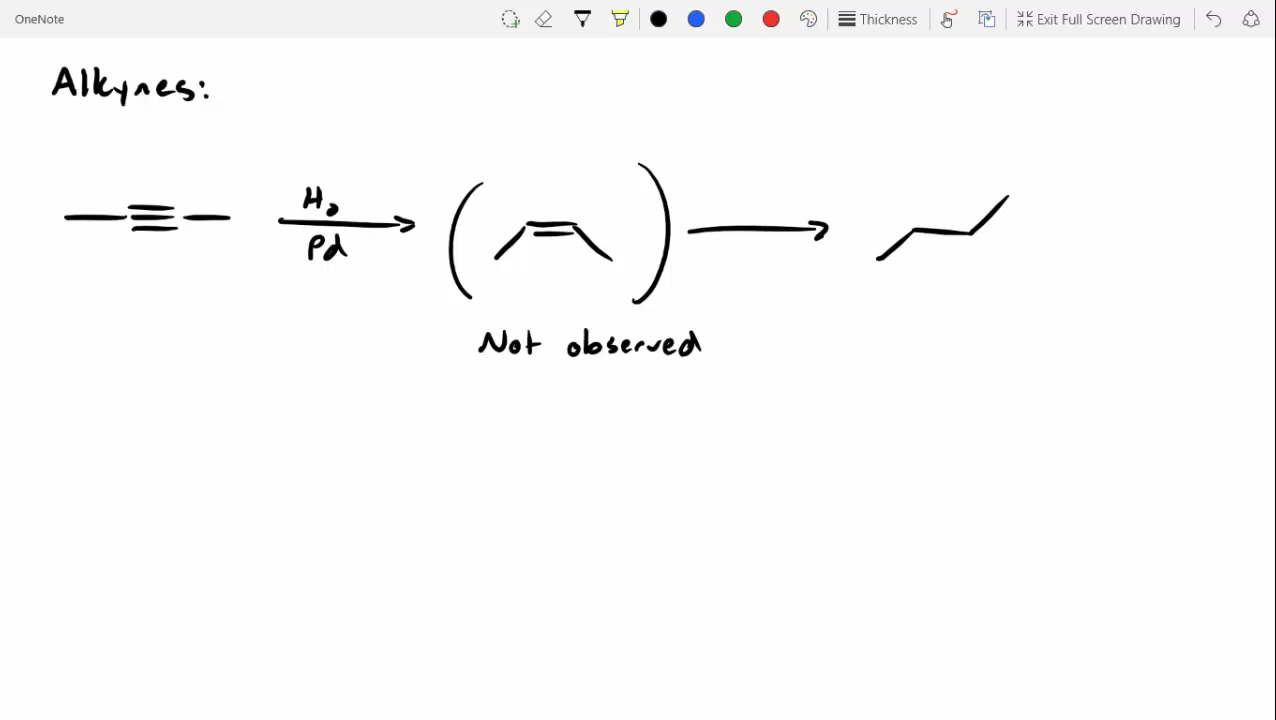 OneNote
Thickness
Exit Full Screen Drawing
Alkynes:
H₂
Pd
Not observed